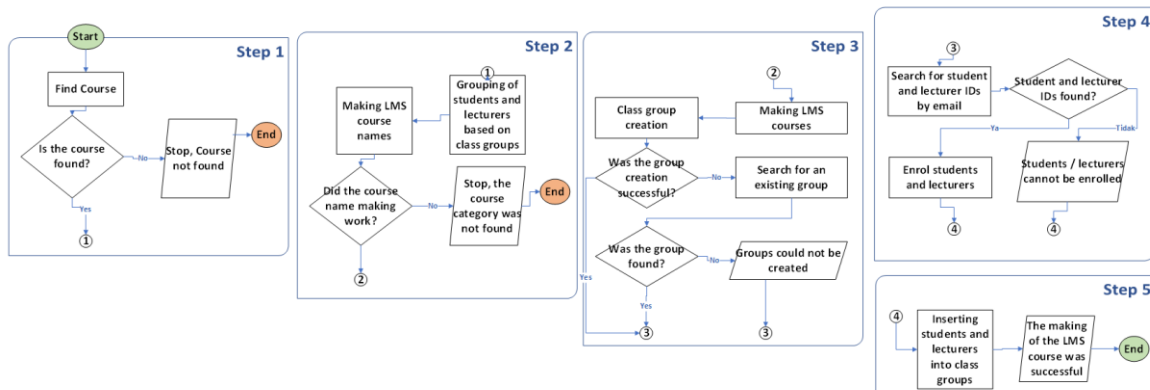 Step 1
Start
Find Course
Is the course
found?
No
Stop, Course
not found
End
Yes
1
Step 2
1
Grouping of
students and
lecturers
based on
class groups
Making LMS
course
names
Did the course
name making
work?
No
Stop, the
course
category was
not found
End
2
Step 3
2
Making LMS
courses
Class group
creation
Was the group
creation
successful?
No
Search for an
existing group
Was the group
found?
No
Groups could not be
created
Yes
Yes
3
3
Step 4
3
Search for student
and lecturer IDs
by email
Student and lecturer
IDs found?
Ya
Tidak
Enrol students
and lecturers
Students / lecturers
cannot be enrolled
4
4
Step 5
4
Inserting
students and
lecturers
into class
groups
The making
of the LMS
course was
successful
End